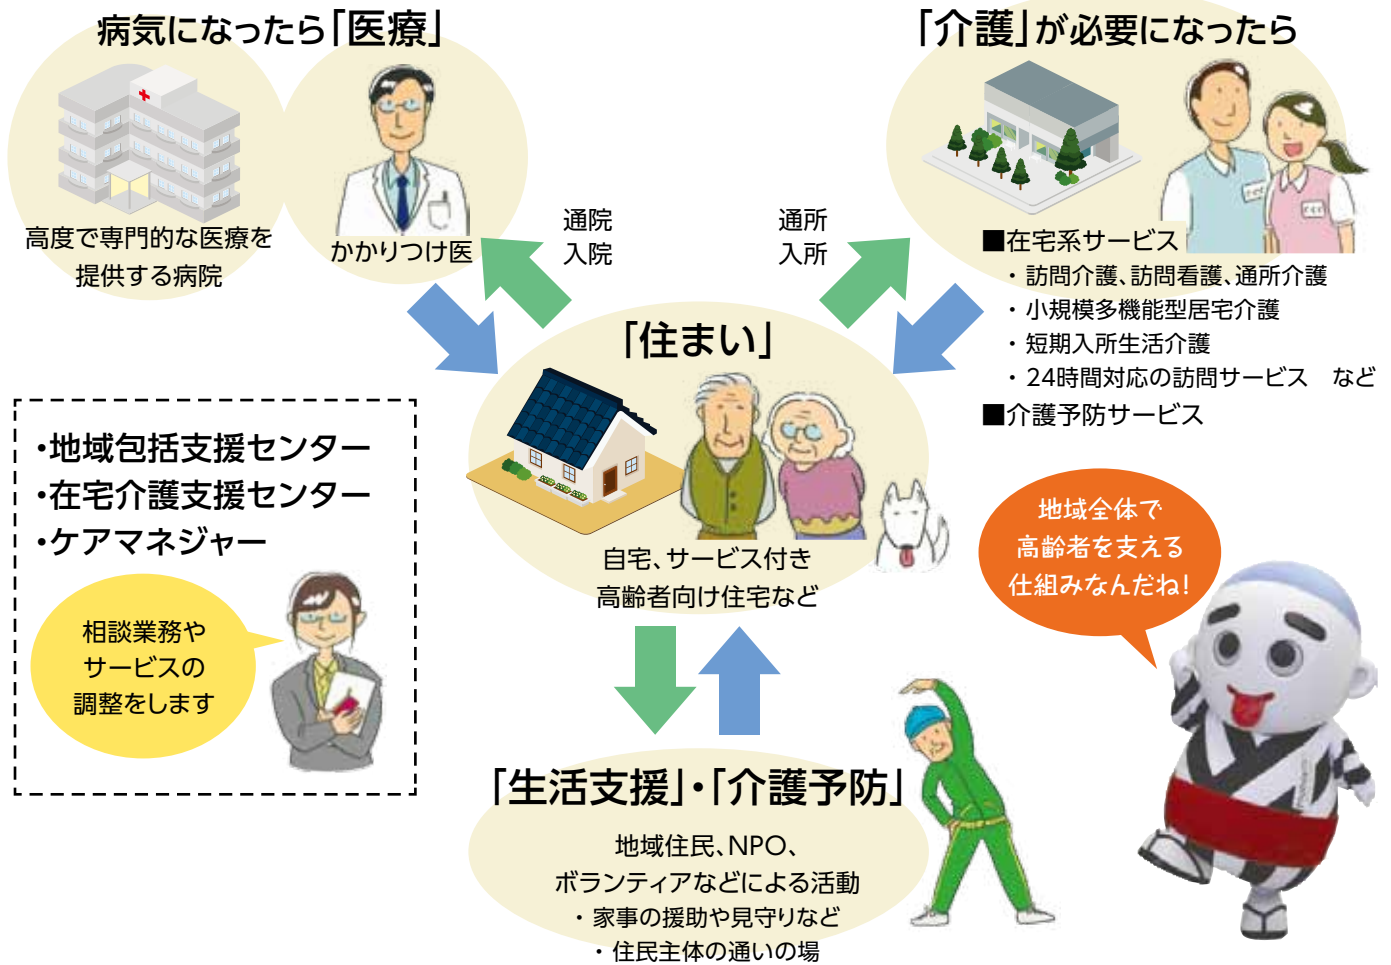 病気になったら「医療」
高度で専門的な医療を
提供する病院
かかりつけ医
通院
入院
「介護」が必要になったら
通所
入所
■在宅系サービス
・訪問介護、訪問看護、通所介護
・小規模多機能型居宅介護
・短期入所生活介護
・24時間対応の訪問サービス　など
■介護予防サービス
「住まい」
自宅、サービス付き
高齢者向け住宅など
・地域包括支援センター
・在宅介護支援センター
・ケアマネジャー
相談業務や
サービスの
調整をします
地域全体で
高齢者を支える
仕組みなんだね!
「生活支援」・「介護予防」
地域住民、NPO、
ボランティアなどによる活動
・家事の援助や見守りなど
・住民主体の通いの場